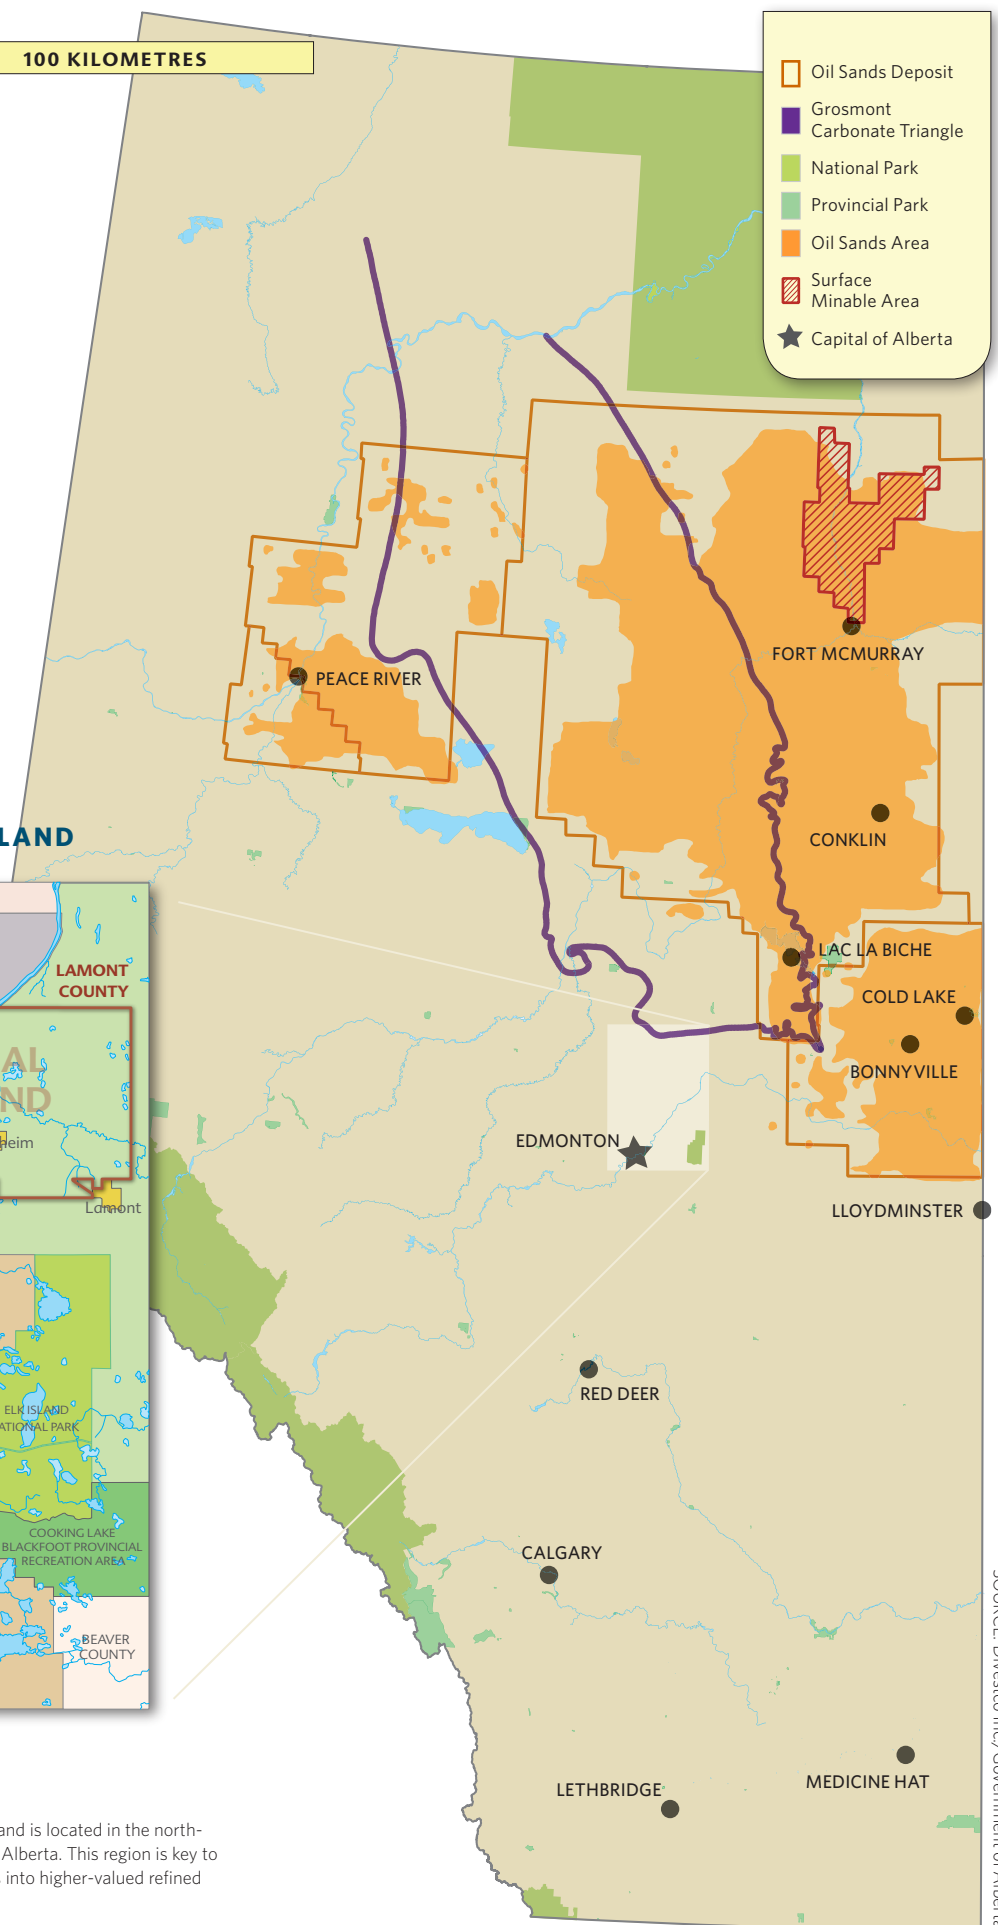 100 KILOMETRES
Oil Sands Deposit
Grosmont
Carbonate Triangle
National Park
Provincial Park
Oil Sands Area
Surface
Minable Area
Capital of Alberta
FORT MCMURRAY
PEACE RIVER
LAND
CONKLIN
LAC LA BICHE
LAMONT
COUNTY
COLD LAKE
AL
ND
BONNYVILLE
heim
EDMONTON
Lamont
LLOYDMINSTER
RED DEER
ELK ISLAND
ATIONAL PARK
COOKING LAKE
BLACKFOOT PROVINCIAL
RECREATION AREA
CALGARY
BEAVER
COUNTY
MEDICINE HAT
LETHBRIDGE
and is located in the north-
Alberta. This region is key to
into higher-valued refined